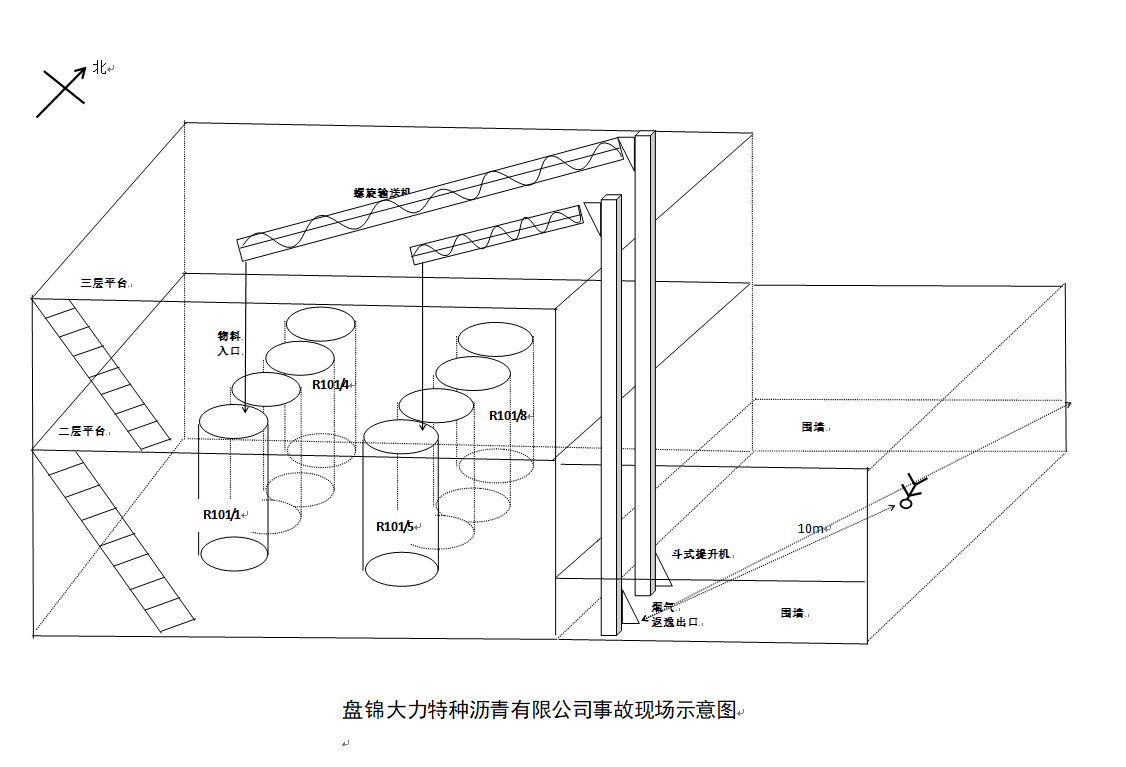 北
螺旋输送机
三层平台
物料
入口
R101/4
R101/8
二层平台
围墙
R101/1
R101/5
10m
斗式提升机
烟气
返逸出口
围墙
盘锦大力特种沥青有限公司事故现场示意图